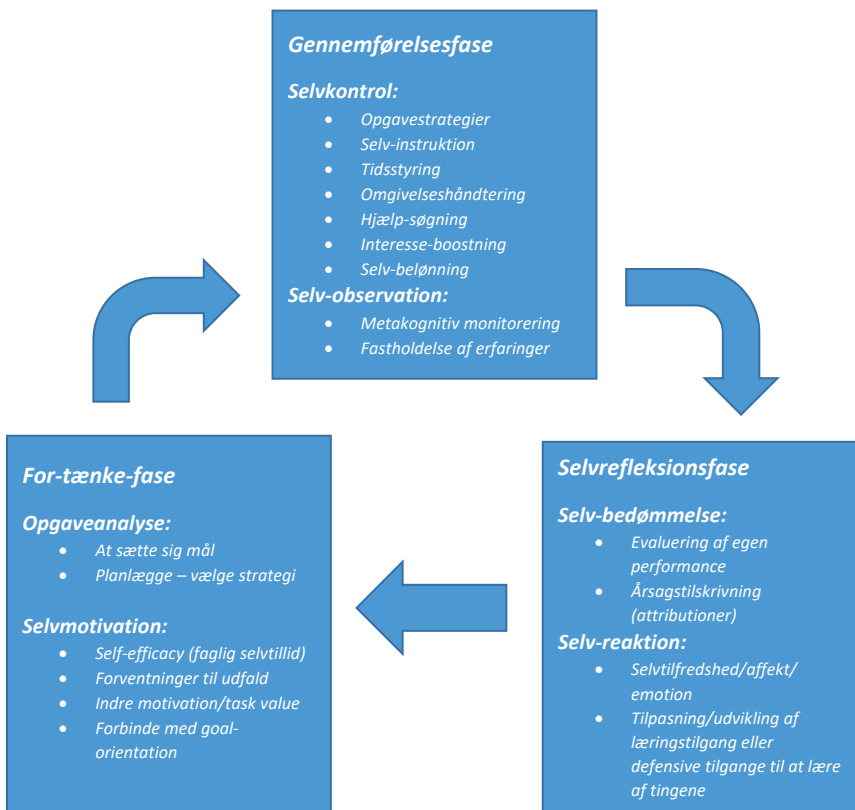 Gennemførelsesfase
Selvkontrol:
• Opgavestrategier
• Selv-instruktion
• Tidsstyring
• Omgivelseshåndtering
• Hjælp-søgning
• Interesse-boostning
• Selv-belønning
Selv-observation:
• Metakognitiv monitorering
• Fastholdelse af erfaringer
For-tænke-fase
Opgaveanalyse:
• At sætte sig mål
• Planlægge – vælge strategi
Selvmotivation:
• Self-efficacy (faglig selvtillid)
• Forventninger til udfald
• Indre motivation/task value
• Forbinde med goal-
orientation
Selvrefleksionsfase
Selv-bedømmelse:
• Evaluering af egen
performance
• Årsagstilskrivning
(attributioner)
Selv-reaktion:
• Selvtilfredshed/affekt/
emotion
• Tilpasning/udvikling af
læringstilgang eller
defensive tilgange til at lære
af tingene